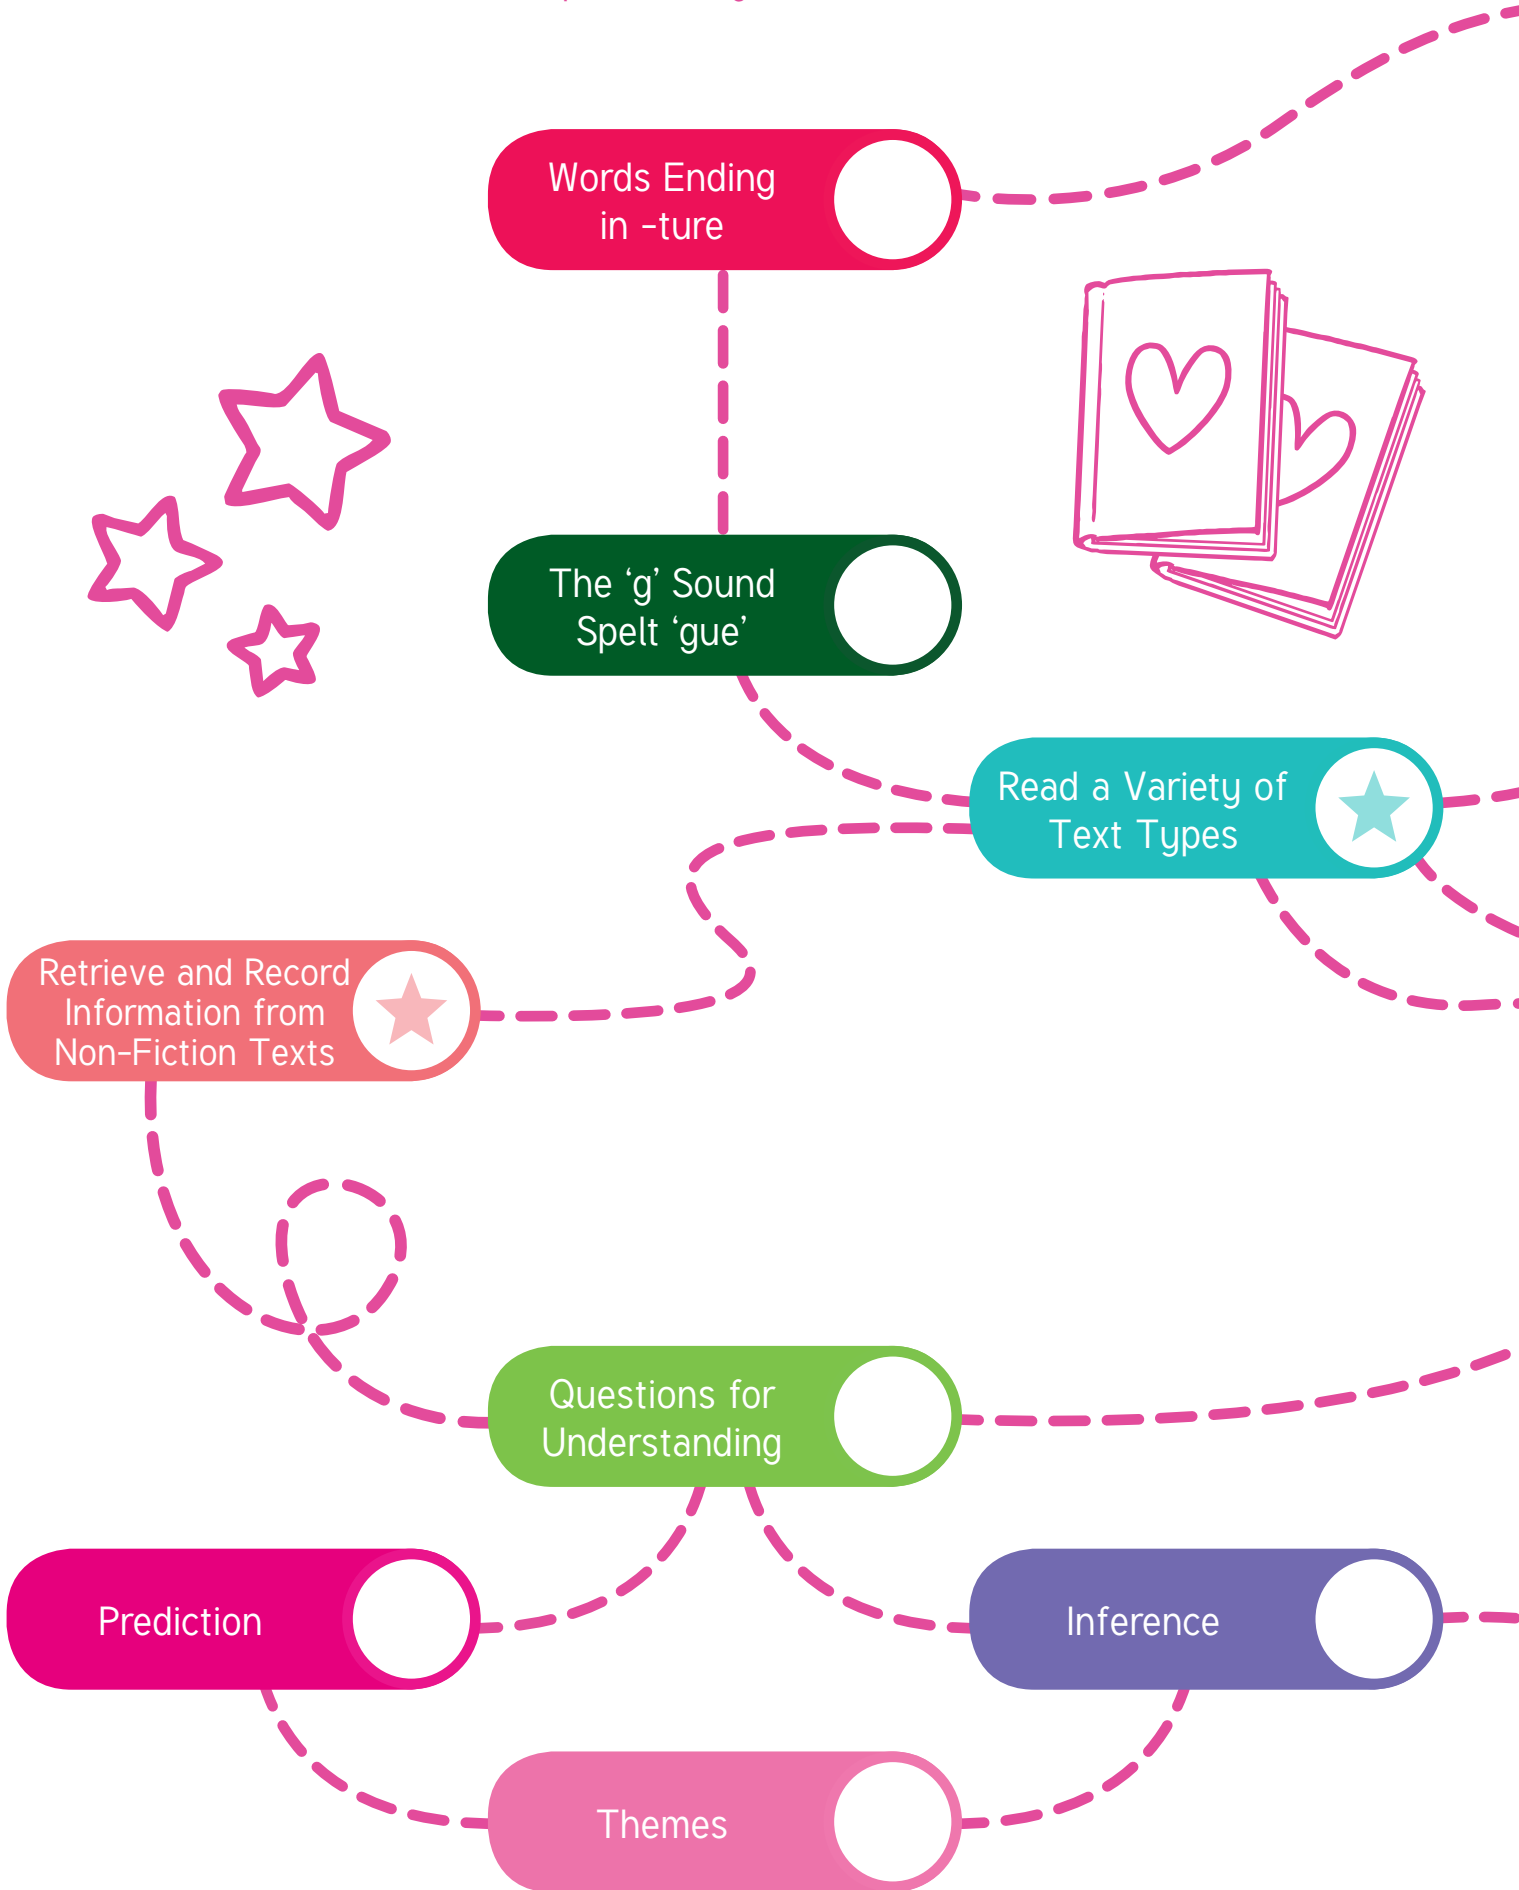 Words Ending
in -ture
The ‘g’ Sound
Spelt ‘gue’
Read a Variety of
Text Types
Retrieve and Record
Information from
Non-Fiction Texts
Questions for
Understanding
Prediction
Inference
Themes